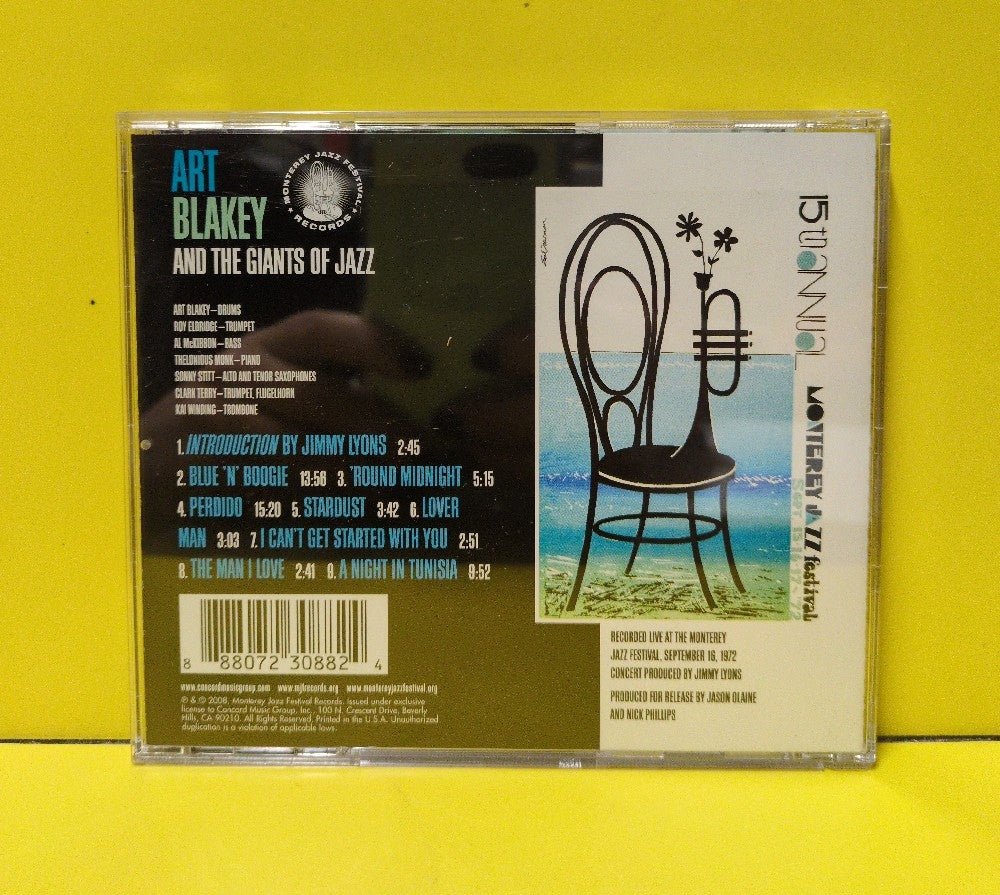 ART
BLAKEY
AND THE GIANTS OF JAZZ
MONTEREY JAZZ FESTIVAL
RECORDS
ART BLAKEY–DRUMS
ROY ELDRIDGE–TRUMPET
AL McKIBBON–BASS
THELONIOUS MONK–PIANO
SONNY STITT–ALTO AND TENOR SAXOPHONES
CLARK TERRY–TRUMPET, FLUGELHORN
KAI WINDING–TROMBONE
1. INTRODUCTION BY JIMMY LYONS 2:45
2. BLUE 'N' BOOGIE 13:56 3. 'ROUND MIDNIGHT 5:15
4. PERDIDO 15:20 5. STARDUST 3:42 6. LOVER
MAN 3:03 7. I CAN'T GET STARTED WITH YOU 2:51
8. THE MAN I LOVE 2:41 9. A NIGHT IN TUNISIA 9:52
8 88072 30882 4
www.concordmusicgroup.com www.mjfrecords.org www.montereyjazzfestival.org
℗ & © 2008, Monterey Jazz Festival Records. Issued under exclusive
license to Concord Music Group, Inc., 100 N. Crescent Drive, Beverly
Hills, CA 90210. All Rights Reserved. Printed in the U.S.A. Unauthorized
duplication is a violation of applicable laws.
15th annual
MONTEREY JAZZ festival
RECORDED LIVE AT THE MONTEREY
JAZZ FESTIVAL, SEPTEMBER 16, 1972
CONCERT PRODUCED BY JIMMY LYONS
PRODUCED FOR RELEASE BY JASON OLAINE
AND NICK PHILLIPS